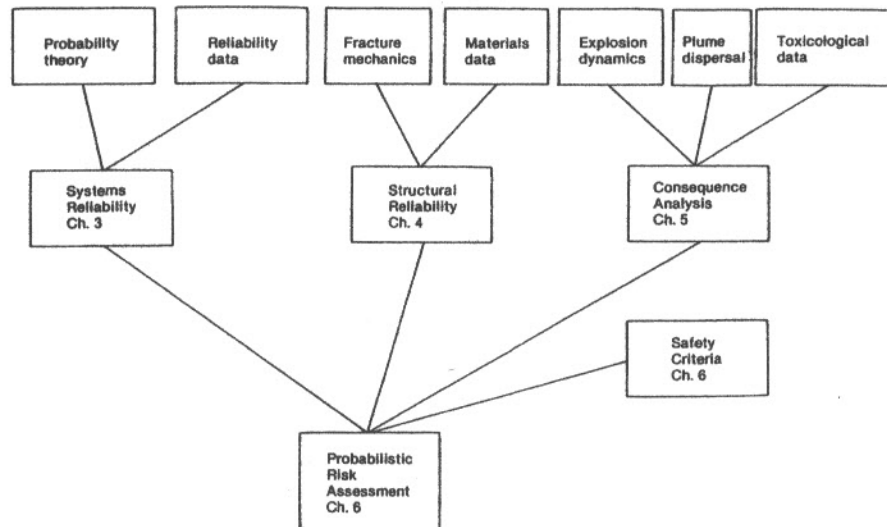 Probability
theory
Reliability
data
Fracture
mechanics
Materials
data
Explosion
dynamics
Plume
dispersal
Toxicological
data
Systems
Reliability
Ch. 3
Structural
Reliability
Ch. 4
Consequence
Analysis
Ch. 5
Safety
Criteria
Ch. 6
Probabilistic
Risk
Assessment
Ch. 6